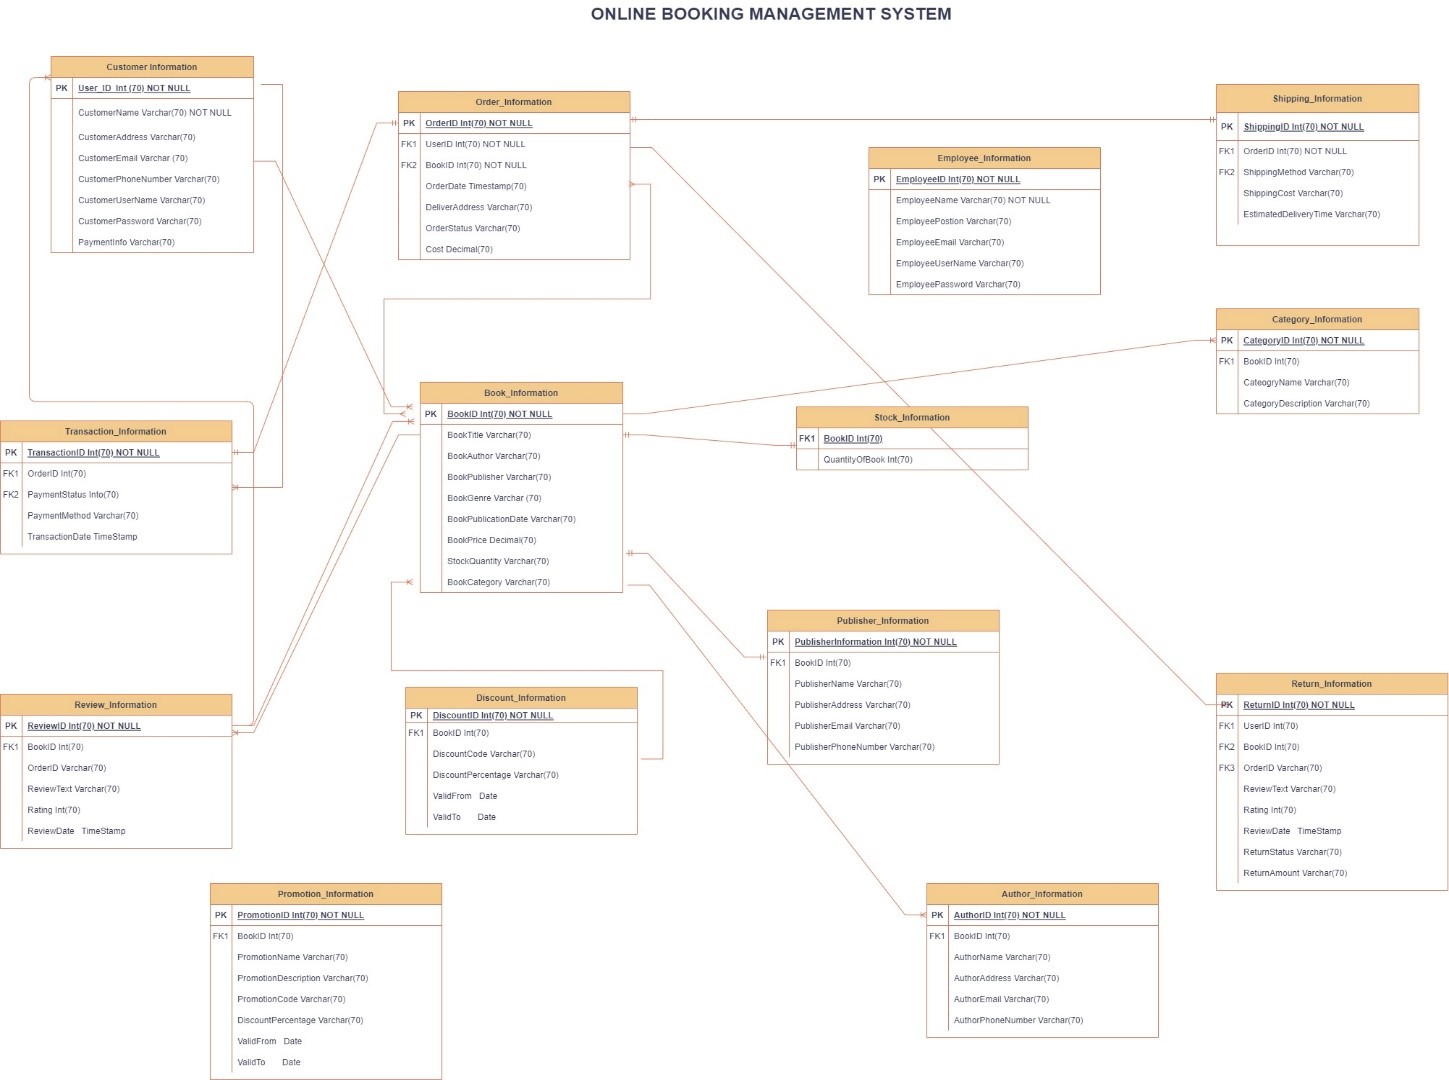 ONLINE BOOKING MANAGEMENT SYSTEM
Customer Information
PK User_ID Int (70) NOT NULL
CustomerName Varchar(70) NOT NULL
CustomerAddress Varchar(70)
CustomerEmail Varchar (70)
CustomerPhoneNumber Varchar(70)
CustomerUserName Varchar(70)
CustomerPassword Varchar(70)
PaymentInfo Varchar(70)
Order_Information
PK OrderID Int(70) NOT NULL
FK1 UserID Int(70) NOT NULL
FK2 BookID Int(70) NOT NULL
OrderDate Timestamp(70)
DeliverAddress Varchar(70)
OrderStatus Varchar(70)
Cost Decimal(70)
Employee_Information
PK EmployeeID Int(70) NOT NULL
EmployeeName Varchar(70) NOT NULL
EmployeePostion Varchar(70)
EmployeeEmail Varchar(70)
EmployeeUserName Varchar(70)
EmployeePassword Varchar(70)
Shipping_Information
PK ShippingID Int(70) NOT NULL
FK1 OrderID Int(70) NOT NULL
FK2 ShippingMethod Varchar(70)
ShippingCost Varchar(70)
EstimatedDeliveryTime Varchar(70)
Category_Information
PK CategoryID Int(70) NOT NULL
FK1 BookID Int(70)
CateogryName Varchar(70)
CategoryDescription Varchar(70)
Book_Information
PK BookID Int(70) NOT NULL
BookTitle Varchar(70)
BookAuthor Varchar(70)
BookPublisher Varchar(70)
BookGenre Varchar (70)
BookPublicationDate Varchar(70)
BookPrice Decimal(70)
StockQuantity Varchar(70)
BookCategory Varchar(70)
Stock_Information
FK1 BookID Int(70)
QuantityOfBook Int(70)
Transaction_Information
PK TransactionID Int(70) NOT NULL
FK1 OrderID Int(70)
FK2 PaymentStatus Into(70)
PaymentMethod Varchar(70)
TransactionDate TimeStamp
Publisher_Information
PK PublisherInformation Int(70) NOT NULL
FK1 BookID Int(70)
PublisherName Varchar(70)
PublisherAddress Varchar(70)
PublisherEmail Varchar(70)
PublisherPhoneNumber Varchar(70)
Return_Information
PK ReturnID Int(70) NOT NULL
FK1 UserID Int(70)
FK2 BookID Int(70)
FK3 OrderID Varchar(70)
ReviewText Varchar(70)
Rating Int(70)
ReviewDate TimeStamp
ReturnStatus Varchar(70)
ReturnAmount Varchar(70)
Review_Information
PK ReviewID Int(70) NOT NULL
FK1 BookID Int(70)
OrderID Varchar(70)
ReviewText Varchar(70)
Rating Int(70)
ReviewDate TimeStamp
Discount_Information
PK DiscountID Int(70) NOT NULL
FK1 BookID Int(70)
DiscountCode Varchar(70)
DiscountPercentage Varchar(70)
ValidFrom Date
ValidTo Date
Promotion_Information
PK PromotionID Int(70) NOT NULL
FK1 BookID Int(70)
PromotionName Varchar(70)
PromotionDescription Varchar(70)
PromotionCode Varchar(70)
DiscountPercentage Varchar(70)
ValidFrom Date
ValidTo Date
Author_Information
PK AuthorID Int(70) NOT NULL
FK1 BookID Int(70)
AuthorName Varchar(70)
AuthorAddress Varchar(70)
AuthorEmail Varchar(70)
AuthorPhoneNumber Varchar(70)